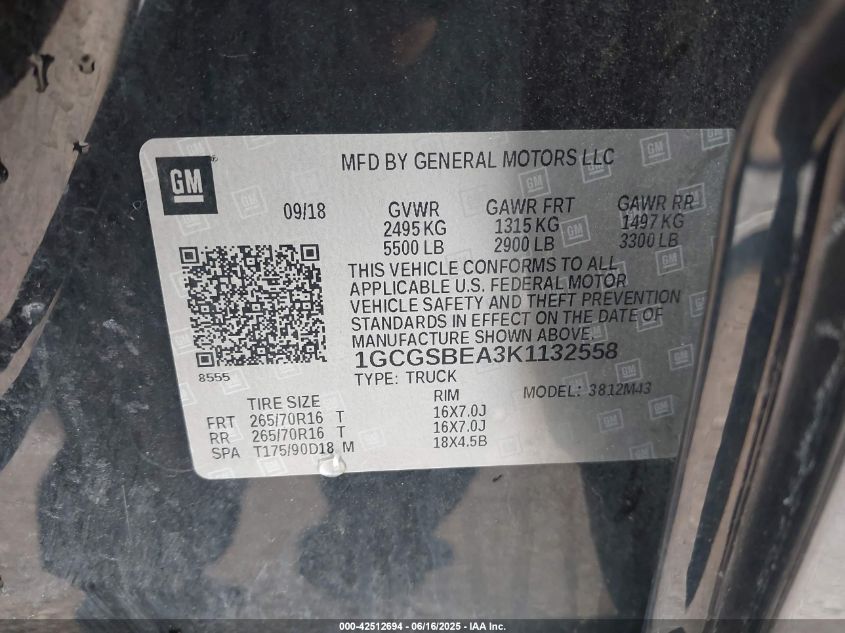 GM
MFD BY GENERAL MOTORS LLC
09/18
GVWR GAWR FRT GAWR RR
2495 KG 1315 KG 1497 KG
5500 LB 2900 LB 3300 LB
THIS VEHICLE CONFORMS TO ALL
APPLICABLE U.S. FEDERAL MOTOR
VEHICLE SAFETY AND THEFT PREVENTION
STANDARDS IN EFFECT ON THE DATE OF
MANUFACTURE SHOWN ABOVE.
1GCGSBEA3K1132558
8555
TYPE: TRUCK MODEL: 3812M43
TIRE SIZE RIM
FRT 265/70R16 T 16X7.0J
RR 265/70R16 T 16X7.0J
SPA T175/90D18 M 18X4.5B
000-42512694 - 06/16/2025 - IAA Inc.